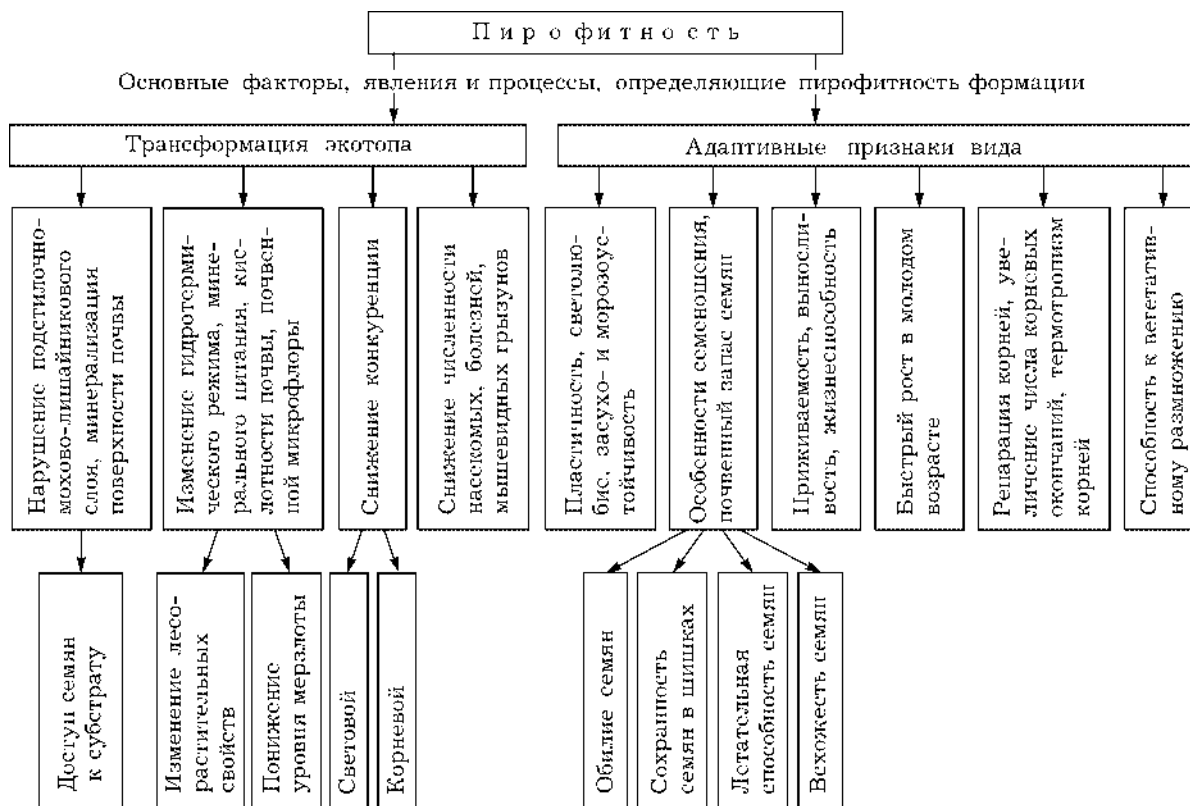 Пирофитность
Основные факторы, явления и процессы, определяющие пирофитность формации
Трансформация экотопа
Адаптивные признаки вида
Нарушение подстилочно-
мохово-лишайникового
слоя, минерализация
поверхности почвы
Изменение гидротерми-
ческого режима, мине-
рального питания, кис-
лотности почвы, почвен-
ной микрофлоры
Снижение конкуренции
Снижение численности
насекомых, болезней,
мышевидных грызунов
Пластичность, светолю-
бие, засухо- и морозоус-
тойчивость
Особенности семеношения,
почвенный запас семян
Приживаемость, выносли-
вость, жизнеспособность
Быстрый рост в молодом
возрасте
Репарация корней, уве-
личение числа корневых
окончаний, термотропизм
корней
Способность к вегетатив-
ному размножению
Доступ семян
к субстрату
Изменение лесо-
растительных
свойств
Понижение
уровня мерзлоты
Световой
Корневой
Обилие семян
Сохранность
семян в шишках
Летательная
способность семян
Всхожесть семян